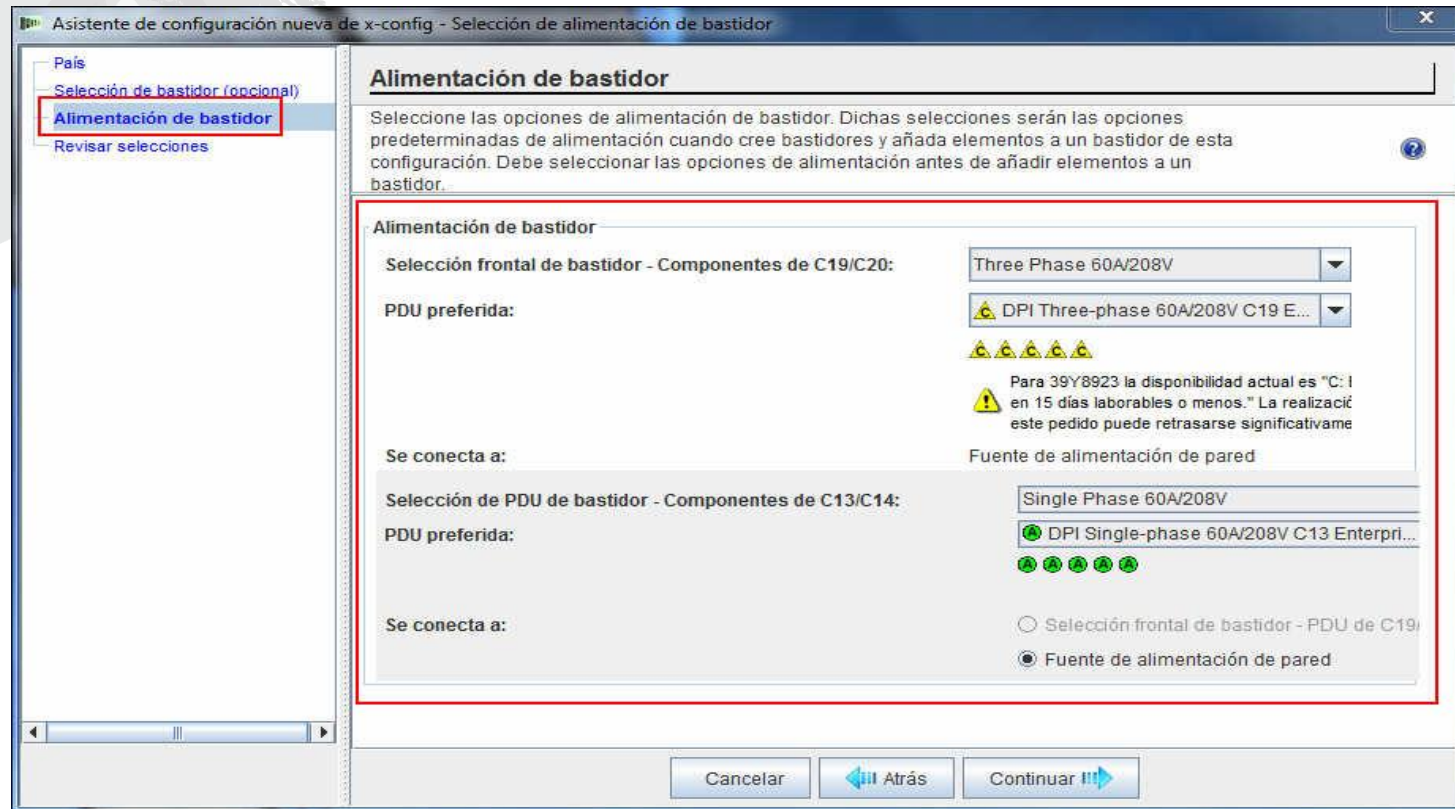 Asistente de configuración nueva de x-config - Selección de alimentación de bastidor
País
Selección de bastidor (opcional)
Alimentación de bastidor
Revisar selecciones
Alimentación de bastidor
Seleccione las opciones de alimentación de bastidor. Dichas selecciones serán las opciones
predeterminadas de alimentación cuando cree bastidores y añada elementos a un bastidor de esta
configuración. Debe seleccionar las opciones de alimentación antes de añadir elementos a un
bastidor.
Alimentación de bastidor
Selección frontal de bastidor - Componentes de C19/C20:
Three Phase 60A/208V
PDU preferida:
C DPI Three-phase 60A/208V C19 E...
C C C C C
Para 39Y8923 la disponibilidad actual es "C:
en 15 días laborables o menos." La realizació
este pedido puede retrasarse significativame
Se conecta a:
Fuente de alimentación de pared
Selección de PDU de bastidor - Componentes de C13/C14:
Single Phase 60A/208V
PDU preferida:
A DPI Single-phase 60A/208V C13 Enterpri...
A A A A A
Se conecta a:
Selección frontal de bastidor - PDU de C19/
Fuente de alimentación de pared
Cancelar
Atrás
Continuar